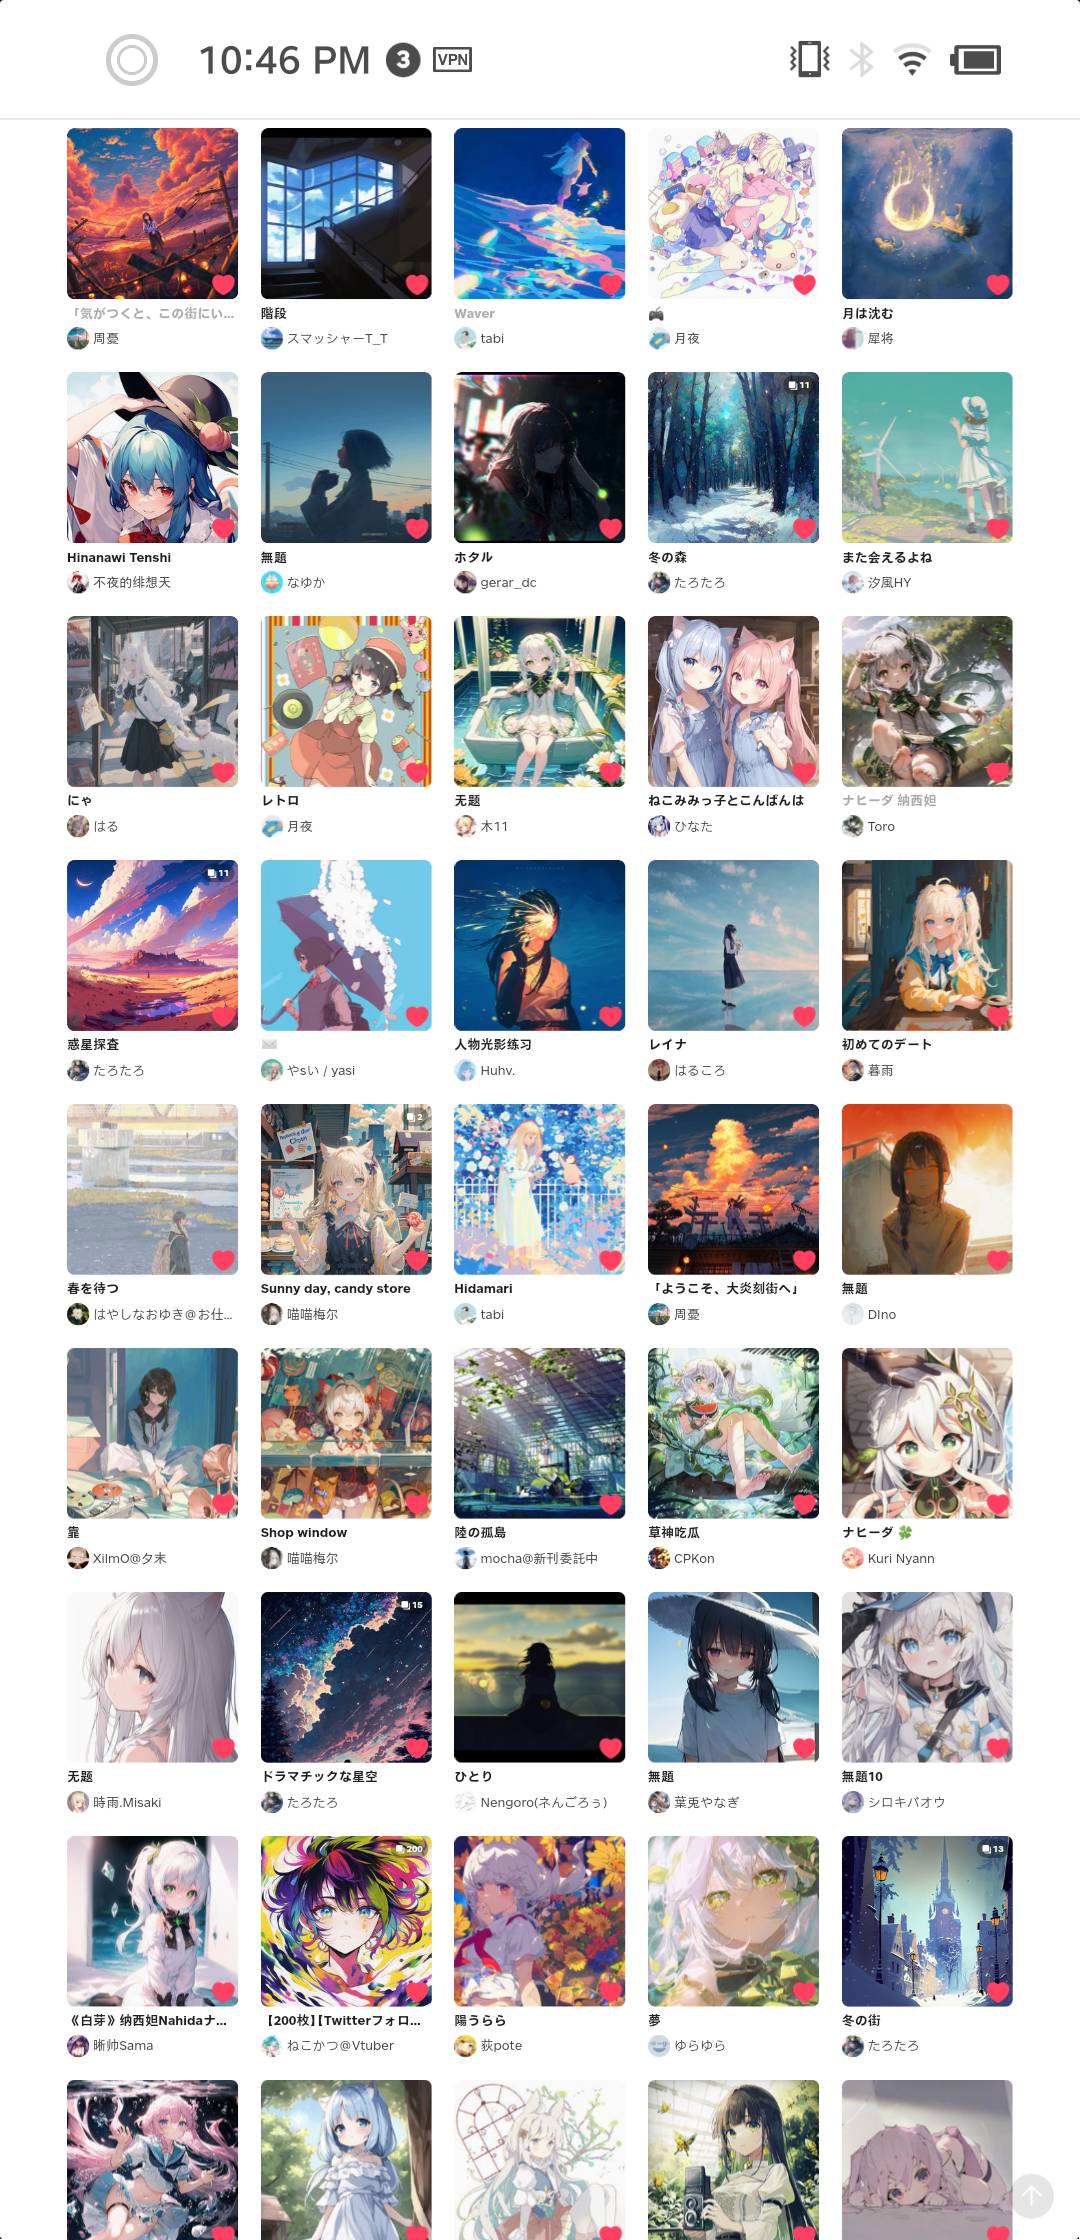 10:46 PM 3 VPN
「気がつくと、この街にい...
周憂
階段
スマッシャーT_T
Waver
tabi
月夜
月は沈む
犀将
Hinanawi Tenshi
不夜的绯想天
無題
なゆか
ホタル
gerar_dc
11
冬の森
たろたろ
また会えるよね
汐風HY
にゃ
はる
レトロ
月夜
无题
木11
ねこみみっ子とこんばんは
ひなた
ナヒーダ 納西妲
Toro
11
惑星探査
たろたろ
やsい / yasi
人物光影练习
Huhv.
レイナ
はるころ
初めてのデート
暮雨
春を待つ
はやしなおゆき@お仕...
2
Sunny day, candy store
喵喵梅尔
Hidamari
tabi
「ようこそ、大炎刻街へ」
周憂
無題
DIno
靠
XilmO@夕末
Shop window
喵喵梅尔
陸の孤島
mocha@新刊委託中
草神吃瓜
CPKon
ナヒーダ 🍀
Kuri Nyann
无题
時雨.Misaki
15
ドラマチックな星空
たろたろ
ひとり
Nengoro(ネんごろぅ)
無題
葉兎やなぎ
無題10
シロキバオウ
《白芽》纳西妲Nahidaナ...
晰帅Sama
200
【200枚】【Twitterフォロ...
ねこかつ@Vtuber
陽うらら
荻pote
夢
ゆらゆら
13
冬の街
たろたろ